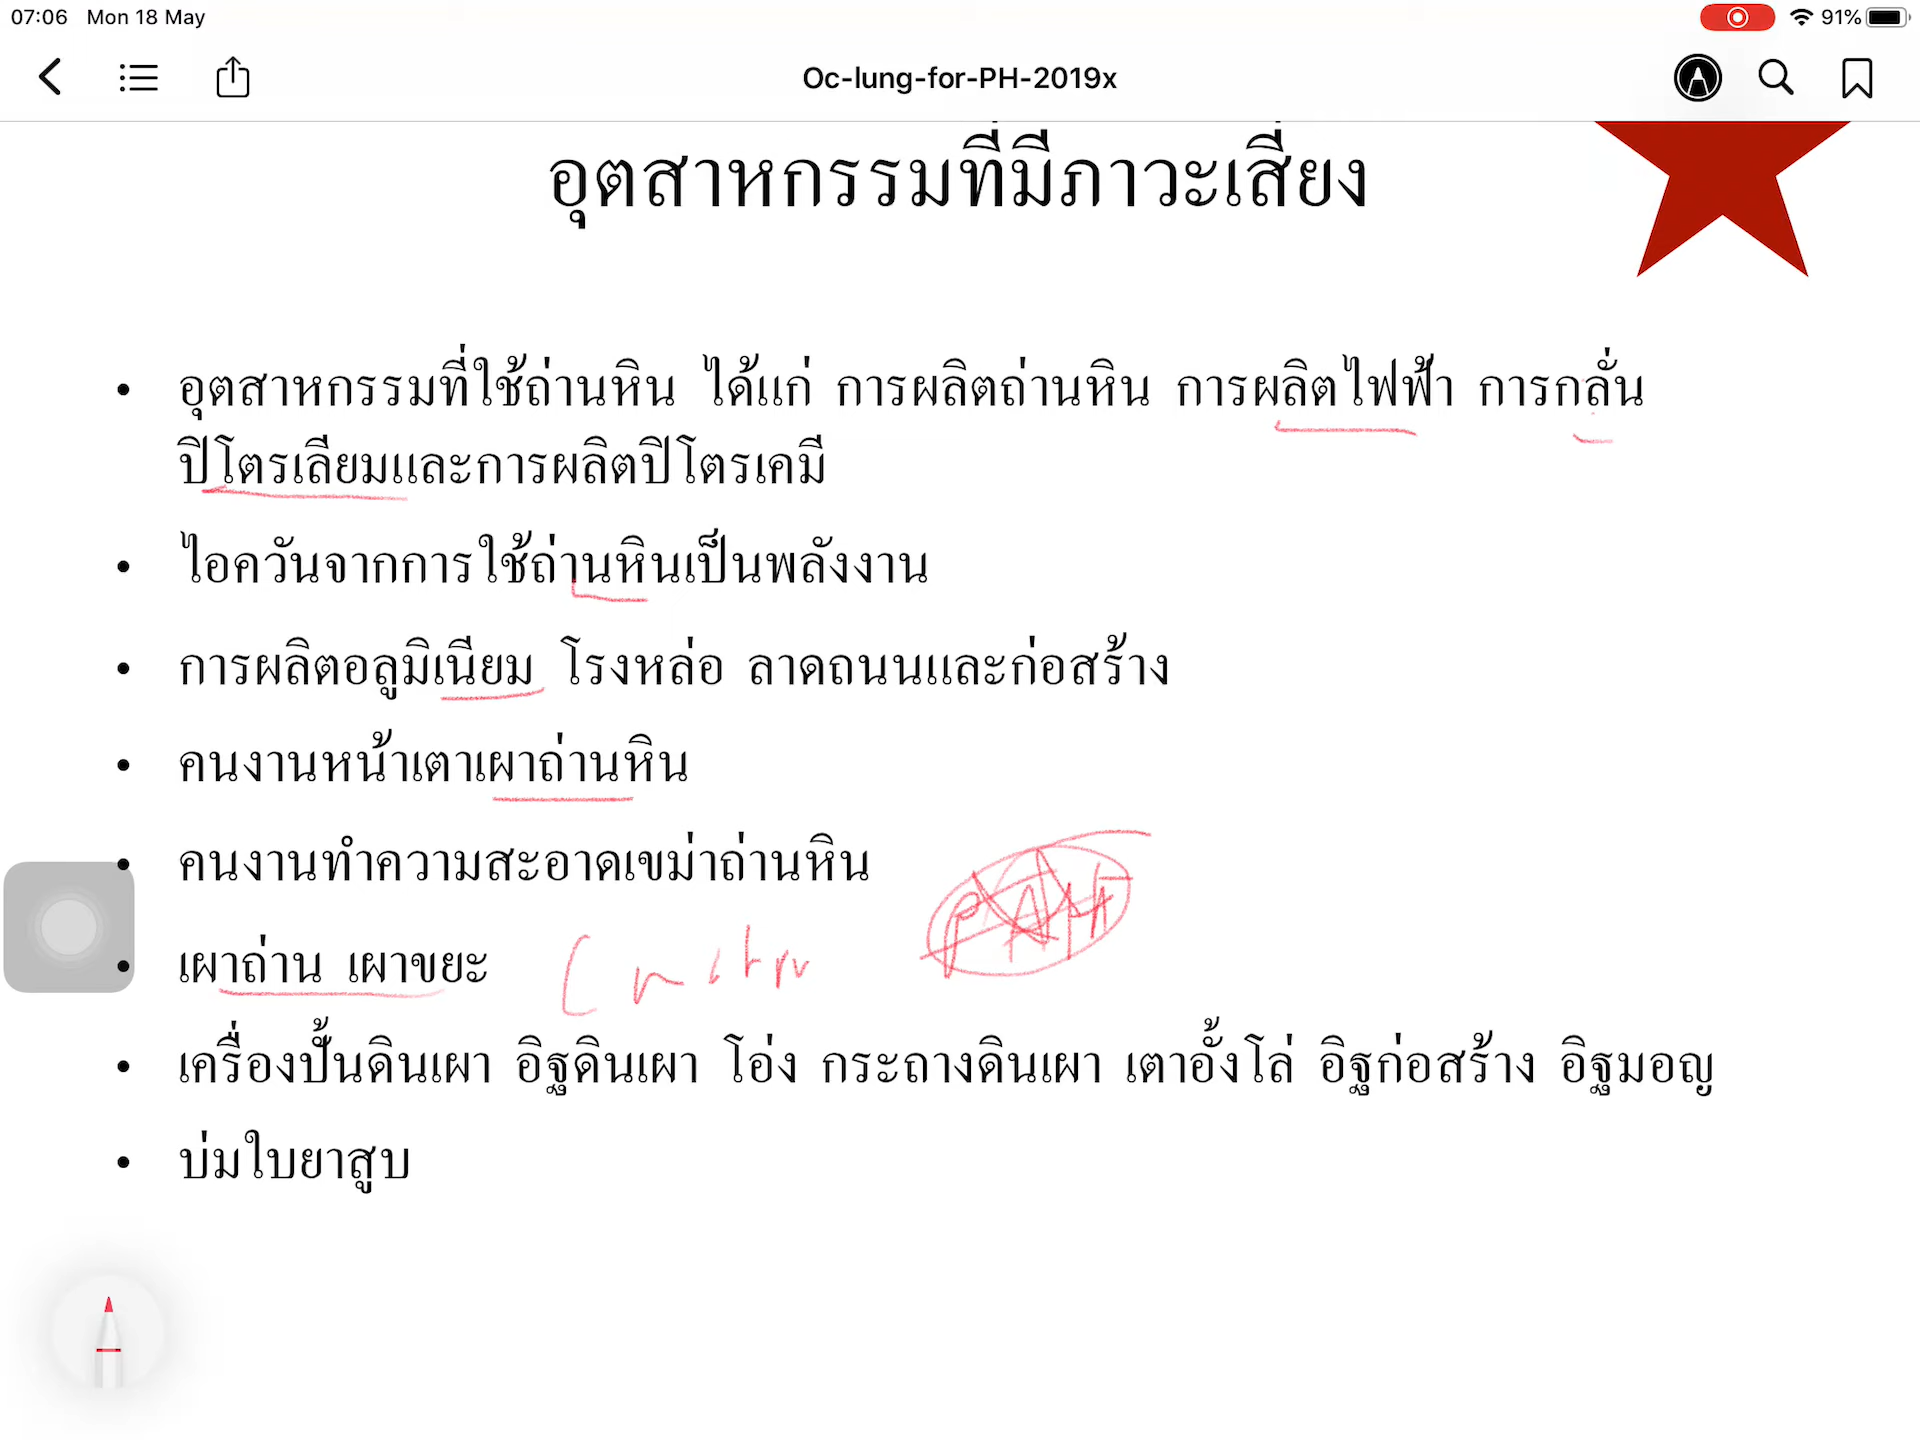 07:06 Mon 18 May 91%
Oc-lung-for-PH-2019x
อุตสาหกรรมที่มีภาวะเสี่ยง
• อุตสาหกรรมที่ใช้ถ่านหิน ได้แก่ การผลิตถ่านหิน การผลิตไฟฟ้า การกลั่น
ปิโตรเลียมและการผลิตปิโตรเคมี
• ไอควันจากการใช้ถ่านหินเป็นพลังงาน
• การผลิตอลูมิเนียม โรงหล่อ ลาดถนนและก่อสร้าง
• คนงานหน้าเตาเผาถ่านหิน
• คนงานทำความสะอาดเขม่าถ่านหิน
• เผาถ่าน เผาขยะ
• เครื่องปั้นดินเผา อิฐดินเผา โอ่ง กระถางดินเผา เตาอั้งโล่ อิฐก่อสร้าง อิฐมอญ
• บ่มใบยาสูบ